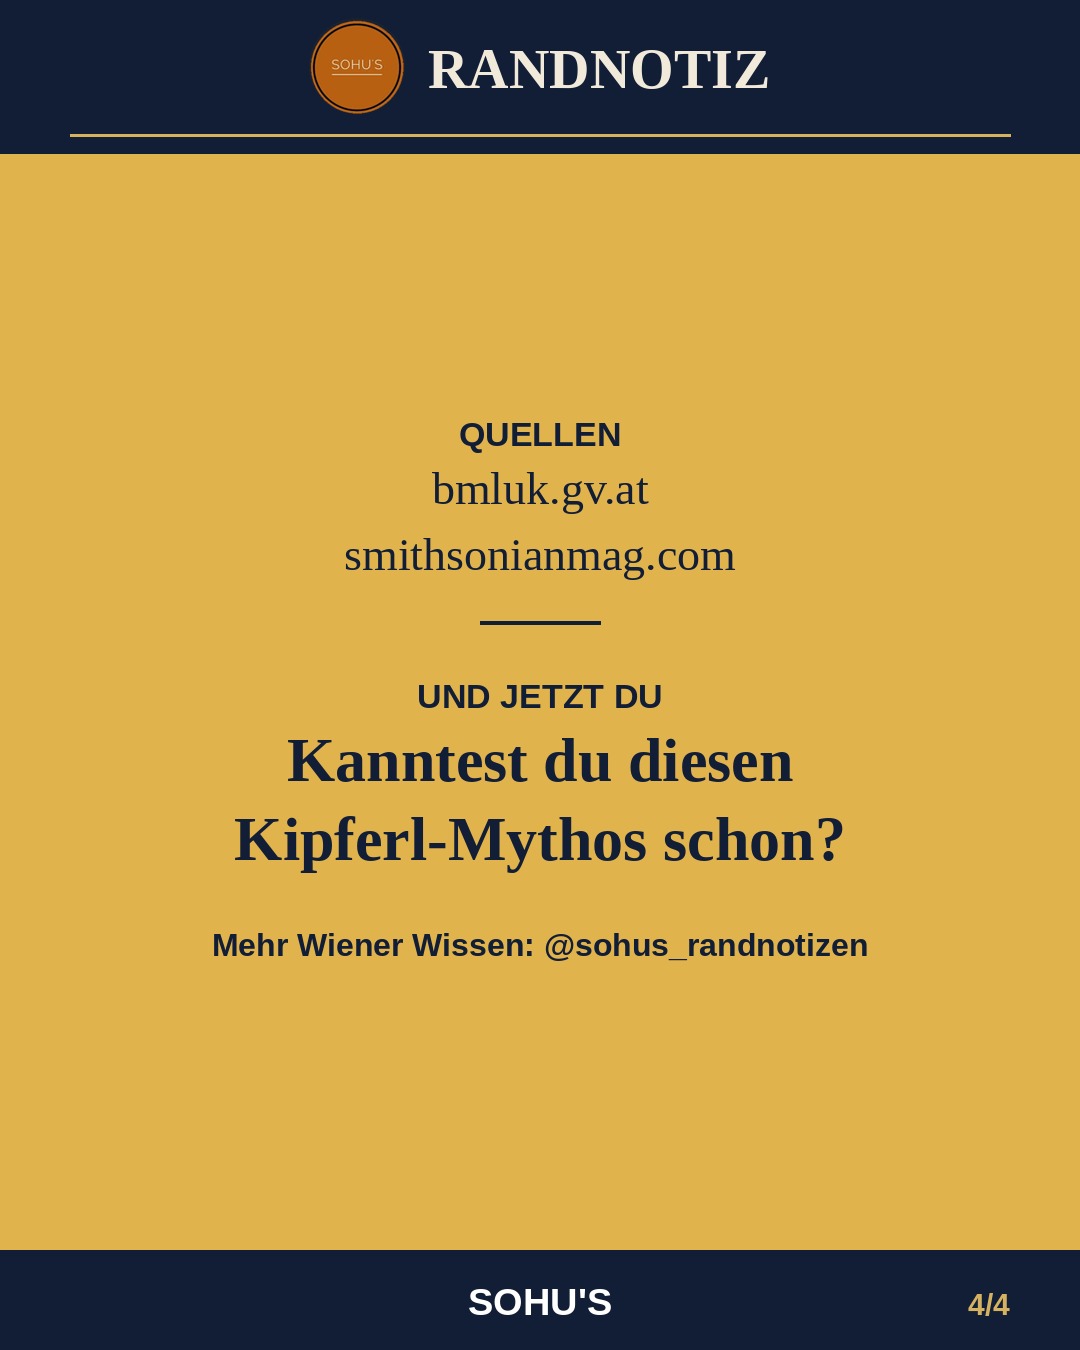 SOHU'S
RANDNOTIZ
QUELLEN
bmluk.gv.at
smithsonianmag.com
UND JETZT DU
Kanntest du diesen
Kipferl-Mythos schon?
Mehr Wiener Wissen: @sohus_randnotizen
SOHU'S
4/4